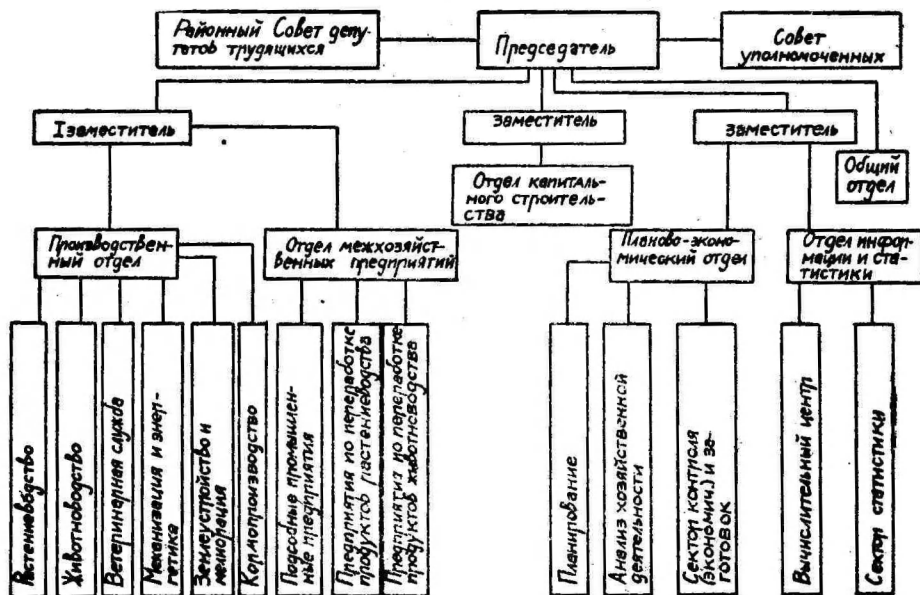 Районный Совет депу-
татов трудящихся
Председатель
Совет
уполномоченных
I заместитель
Заместитель
Заместитель
Общий
отдел
Отдел капиталь-
ного строитель-
ства
Производствен-
ный отдел
Отдел межхозяйст-
венных предприятий
Планово-эконо-
мический отдел
Отдел инфор-
мации и ста-
тистики
Растениеводство
Животноводство
Ветеринарная служба
Механизация и энер-
гетика
Землеустройство и
мелиорация
Кормопроизводство
Подсобные промышлен-
ные предприятия
Предприятия по переработке
продуктов растениеводства
Предприятия по переработке
продуктов животноводства
Планирование
Анализ хозяйственной
деятельности
Сектор контроля
(экономич.) и за-
готовок
Вычислительный центр
Сектор статистики